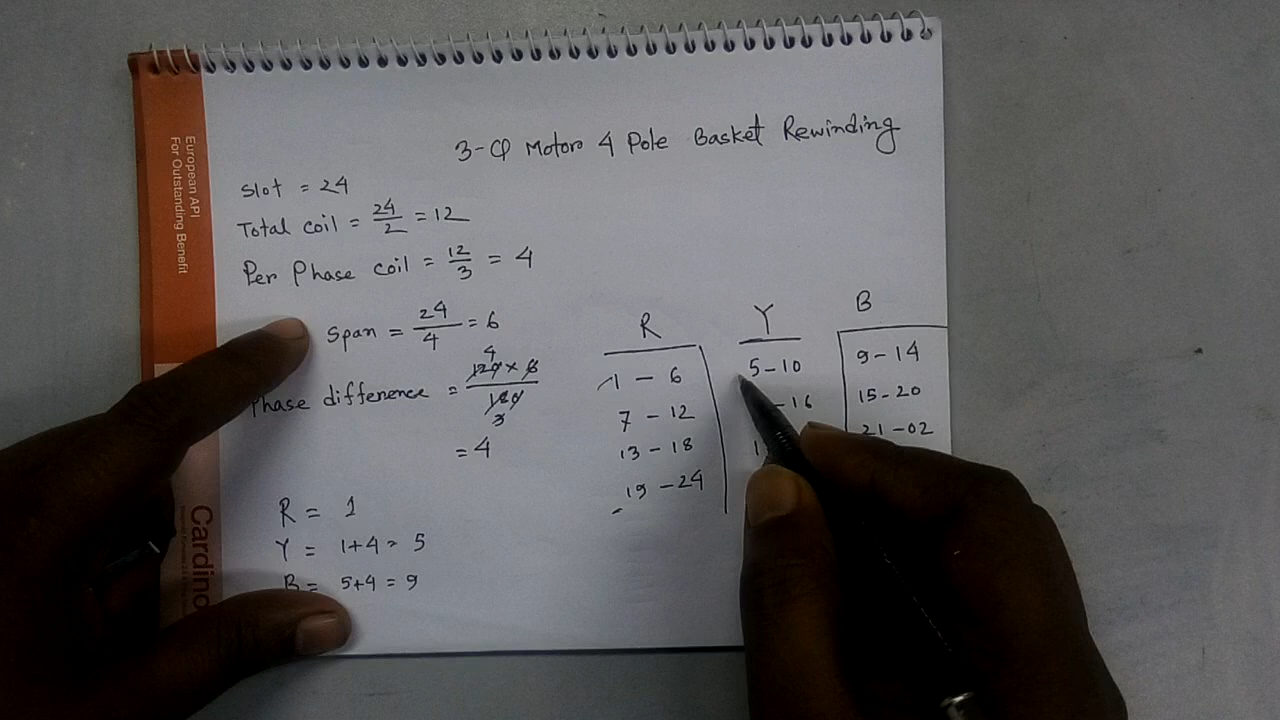 3-Φ Motor 4 Pole Basket Rewinding
Slot = 24
Total coil = 24/2 = 12
Per Phase coil = 12/3 = 4
Span = 24/4 = 6
Phase difference = 120 × 6 / 180
4
3
= 4
R = 1
Y = 1+4 = 5
B = 5+4 = 9
R
1 - 6
7 - 12
13 - 18
19 - 24
Y
5 - 10
- 16
B
9 - 14
15 - 20
21 - 02
European API
For Outstanding Benefit